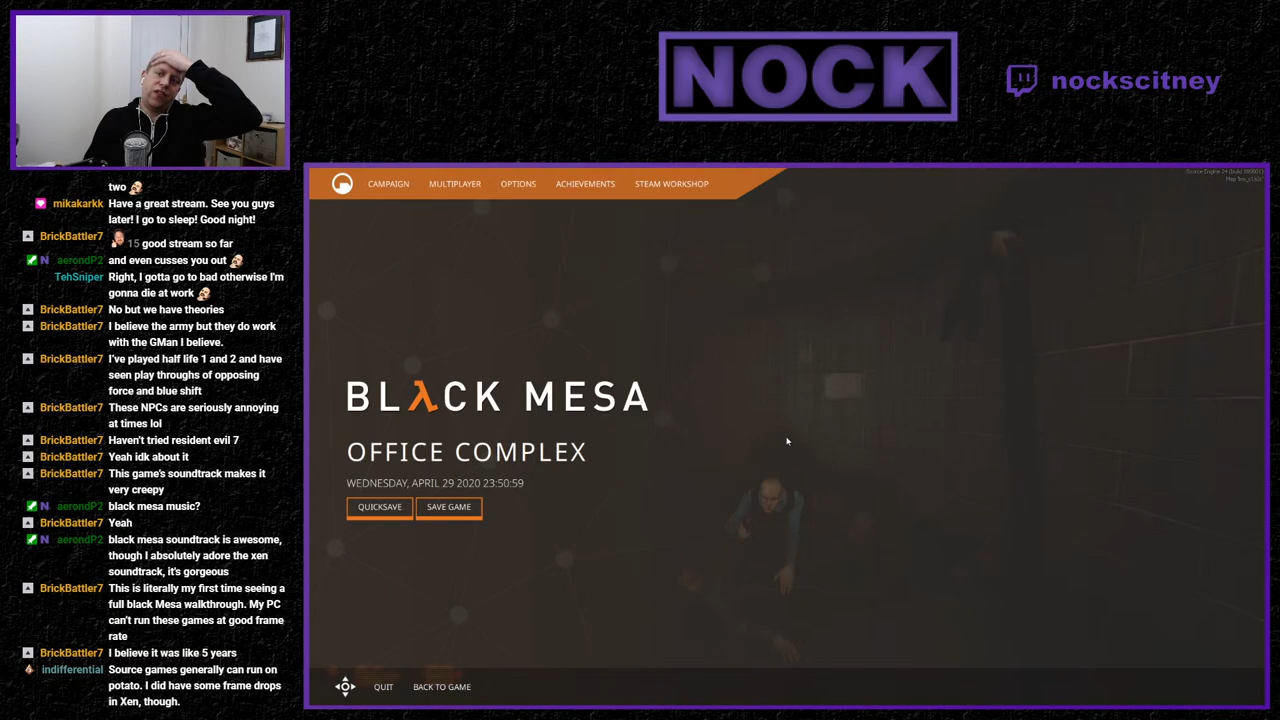 NOCK
nockscitney
two
mikakarkk Have a great stream. See you
guys later! I go to sleep! Good night!
BrickBattler7 15 good stream so far
aerondP2 and even cusses you out
TehSniper Right, I gotta go to bad otherwise I'm
gonna die at work
BrickBattler7 No but we have theories
BrickBattler7 I believe the army but they do work
with the GMan I believe.
BrickBattler7 I've played half life 1 and 2 and have
seen play throughs of opposing
force and blue shift
BrickBattler7 These NPCs are seriously annoying
at times lol
BrickBattler7 Haven't tried resident evil 7
BrickBattler7 Yeah idk about it
BrickBattler7 This game's soundtrack makes it
very creepy
aerondP2 black mesa music?
BrickBattler7 Yeah
aerondP2 black mesa soundtrack is awesome,
though I absolutely adore the xen
soundtrack, it's gorgeous
BrickBattler7 This is literally my first time seeing a
full black Mesa walkthrough. My PC
can't run these games at good frame
rate
BrickBattler7 I believe it was like 5 years
indifferential Source games generally can run on
potato. I did have some frame drops
in Xen, though.
CAMPAIGN MULTIPLAYER OPTIONS ACHIEVEMENTS STEAM WORKSHOP
BLλCK MESA
OFFICE COMPLEX
WEDNESDAY, APRIL 29 2020 23:50:59
QUICKSAVE SAVE GAME
QUIT BACK TO GAME